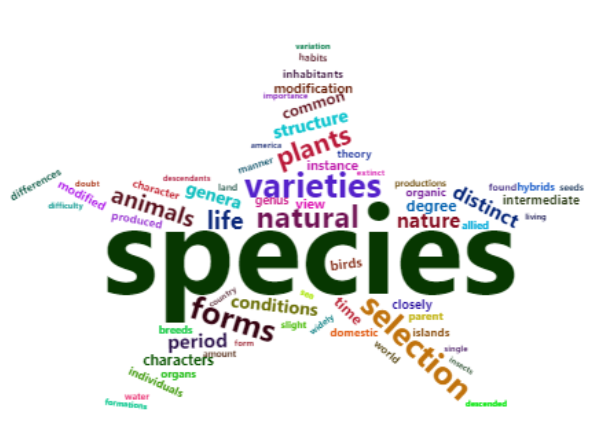 variation
habits
inhabitants
modification
importance
common
structure
plants
america
theory
manner
instance
extinct
differences
doubt
modified
difficulty
descendants
character
genera
land
animals
produced
varieties
genus
view
life
natural
productions
organic
degree
nature
distinct
allied
found
hybrids
seeds
intermediate
living
species
birds
country
sea
forms
conditions
slight
widely
time
selection
closely
parent
domestic
islands
breeds
period
form
amount
characters
organs
individuals
water
formations
world
single
insects
descended